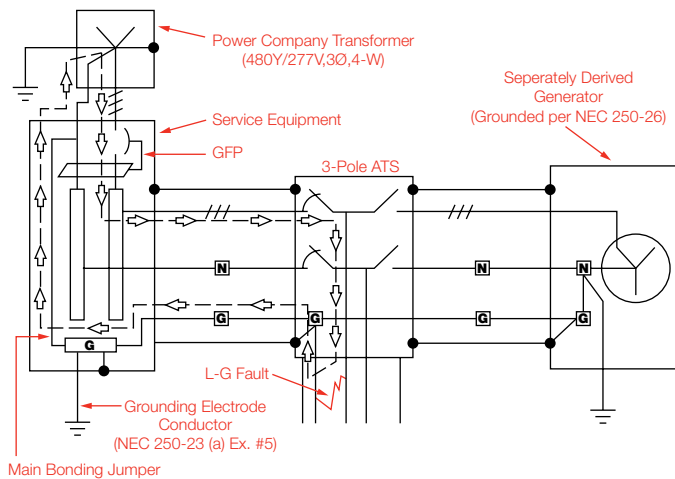 Power Company Transformer
(480Y/277V,3Ø,4-W)
Seperately Derived
Generator
(Grounded per NEC 250-26)
Service Equipment
GFP
3-Pole ATS
N
N
N
G
G
G
G
G
L-G Fault
Grounding Electrode
Conductor
(NEC 250-23 (a) Ex. #5)
Main Bonding Jumper